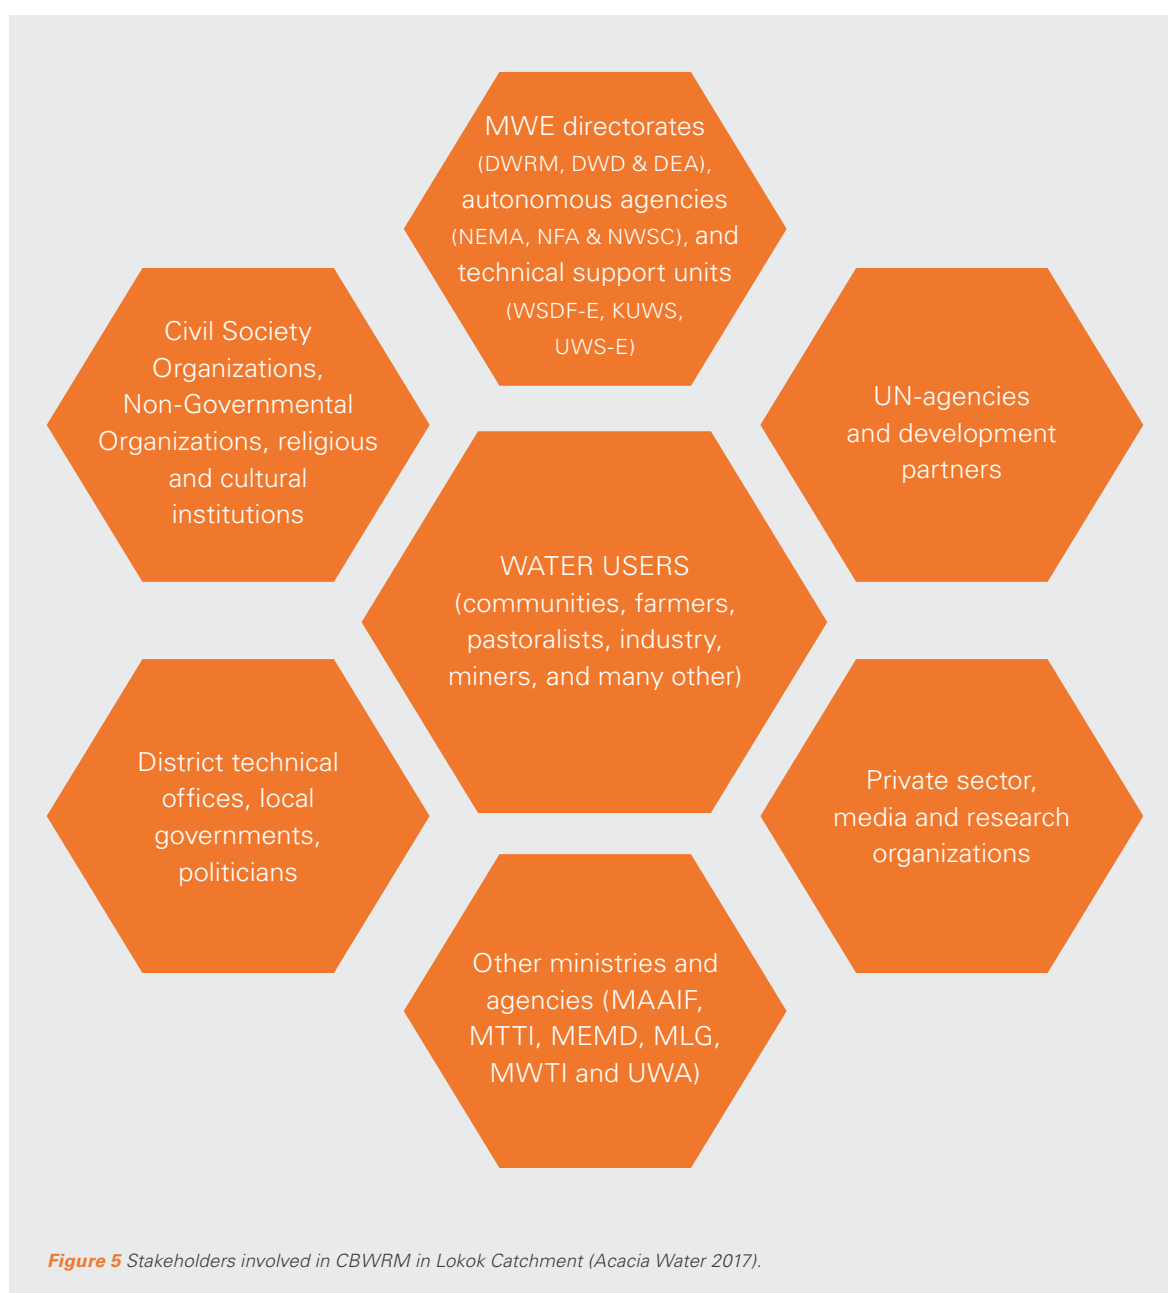 MWE directorates
(DWRM, DWD & DEA),
autonomous agencies
(NEMA, NFA & NWSC), and
technical support units
(WSDF-E, KUWS,
UWS-E)
Civil Society
Organizations,
Non-Governmental
Organizations, religious
and cultural
institutions
UN-agencies
and development
partners
WATER USERS
(communities, farmers,
pastoralists, industry,
miners, and many other)
District technical
offices, local
governments,
politicians
Private sector,
media and research
organizations
Other ministries and
agencies (MAAIF,
MTTI, MEMD, MLG,
MWTI and UWA)
Figure 5 Stakeholders involved in CBWRM in Lokok Catchment (Acacia Water 2017).